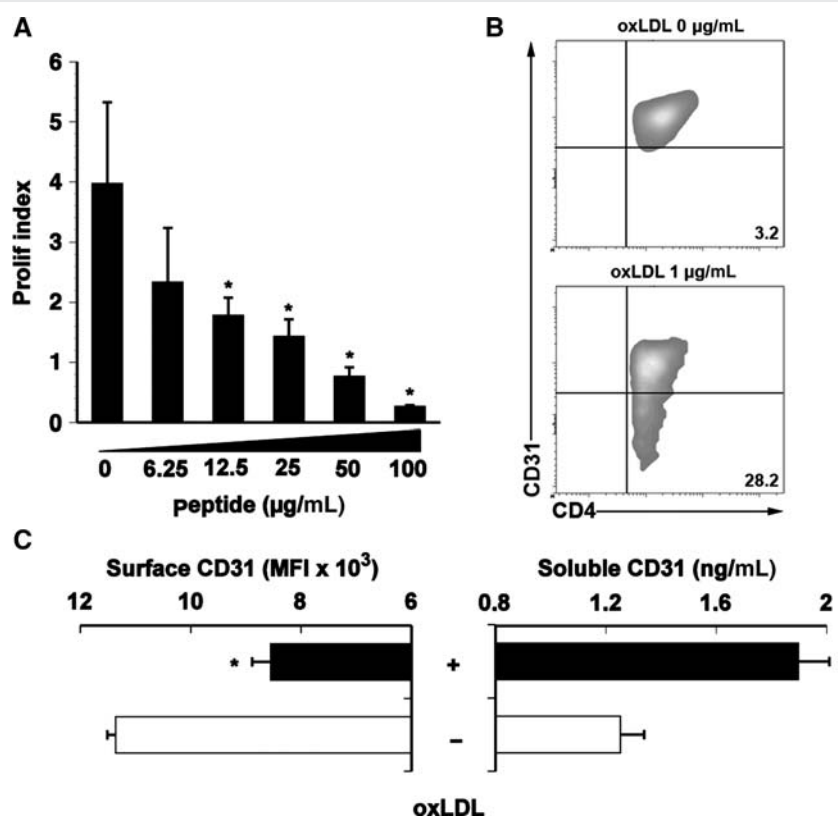 A
6
5
4
3
2
1
0
Prolif index
* * * *
0 6.25 12.5 25 50 100
peptide (µg/mL)
B
oxLDL 0 µg/mL
3.2
oxLDL 1 µg/mL
28.2
CD31
CD4
C
Surface CD31 (MFI x 10³) Soluble CD31 (ng/mL)
12 10 8 6 0.8 1.2 1.6 2
* +
–
oxLDL